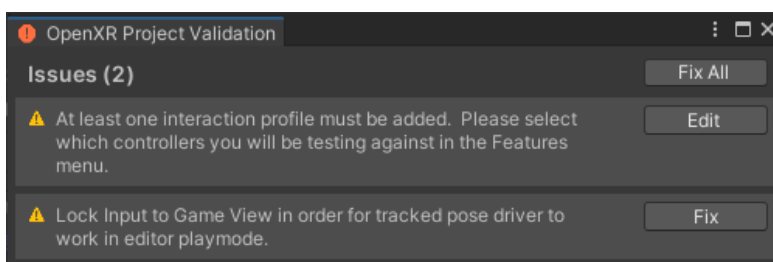 OpenXR Project Validation
Issues (2)
Fix All
At least one interaction profile must be added.  Please select
which controllers you will be testing against in the Features
menu.
Edit
Lock Input to Game View in order for tracked pose driver to
work in editor playmode.
Fix